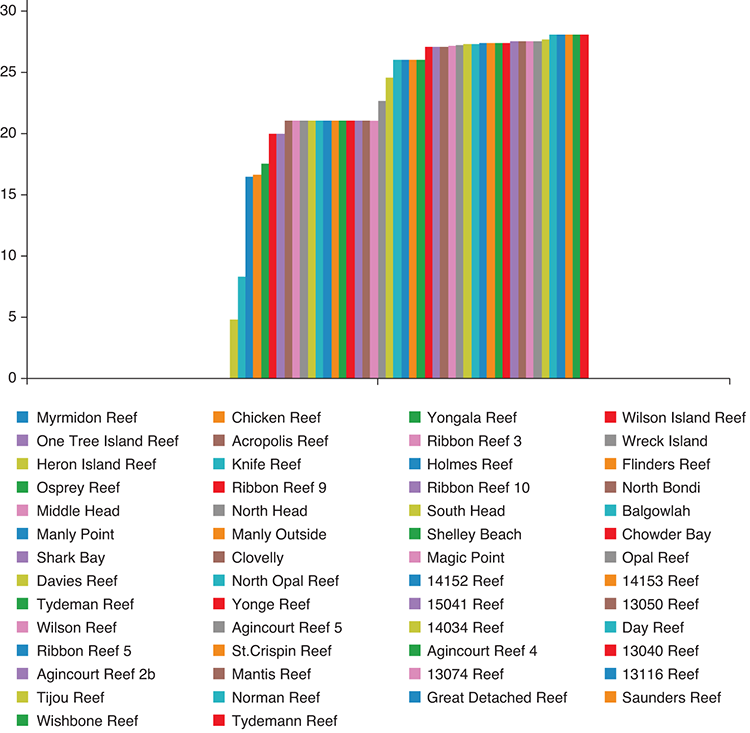 30
25
20
15
10
5
0
Myrmidon Reef Chicken Reef Yongala Reef Wilson Island Reef
One Tree Island Reef Acropolis Reef Ribbon Reef 3 Wreck Island
Heron Island Reef Knife Reef Holmes Reef Flinders Reef
Osprey Reef Ribbon Reef 9 Ribbon Reef 10 North Bondi
Middle Head North Head South Head Balgowlah
Manly Point Manly Outside Shelley Beach Chowder Bay
Shark Bay Clovelly Magic Point Opal Reef
Davies Reef North Opal Reef 14152 Reef 14153 Reef
Tydeman Reef Yonge Reef 15041 Reef 13050 Reef
Wilson Reef Agincourt Reef 5 14034 Reef Day Reef
Ribbon Reef 5 St.Crispin Reef Agincourt Reef 4 13040 Reef
Agincourt Reef 2b Mantis Reef 13074 Reef 13116 Reef
Tijou Reef Norman Reef Great Detached Reef Saunders Reef
Wishbone Reef Tydemann Reef